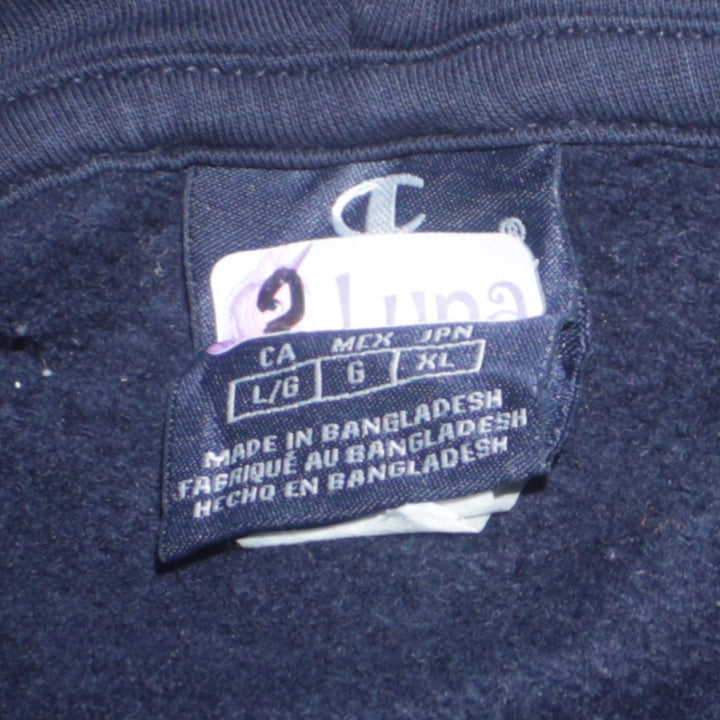 ®
Luna
CA MEX JPN
L/G G XL
MADE IN BANGLADESH
FABRIQUÉ AU BANGLADESH
HECHO EN BANGLADESH